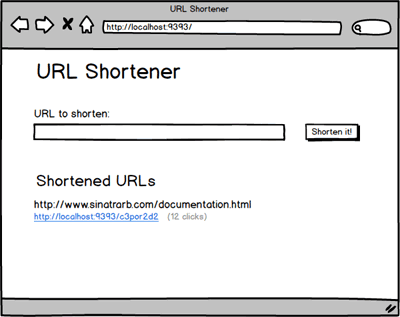 URL Shortener
http://localhost:9393/
URL Shortener
URL to shorten:
Shorten it!
Shortened URLs
http://www.sinatrarb.com/documentation.html
http://localhost:9393/c3por2d2 (12 clicks)